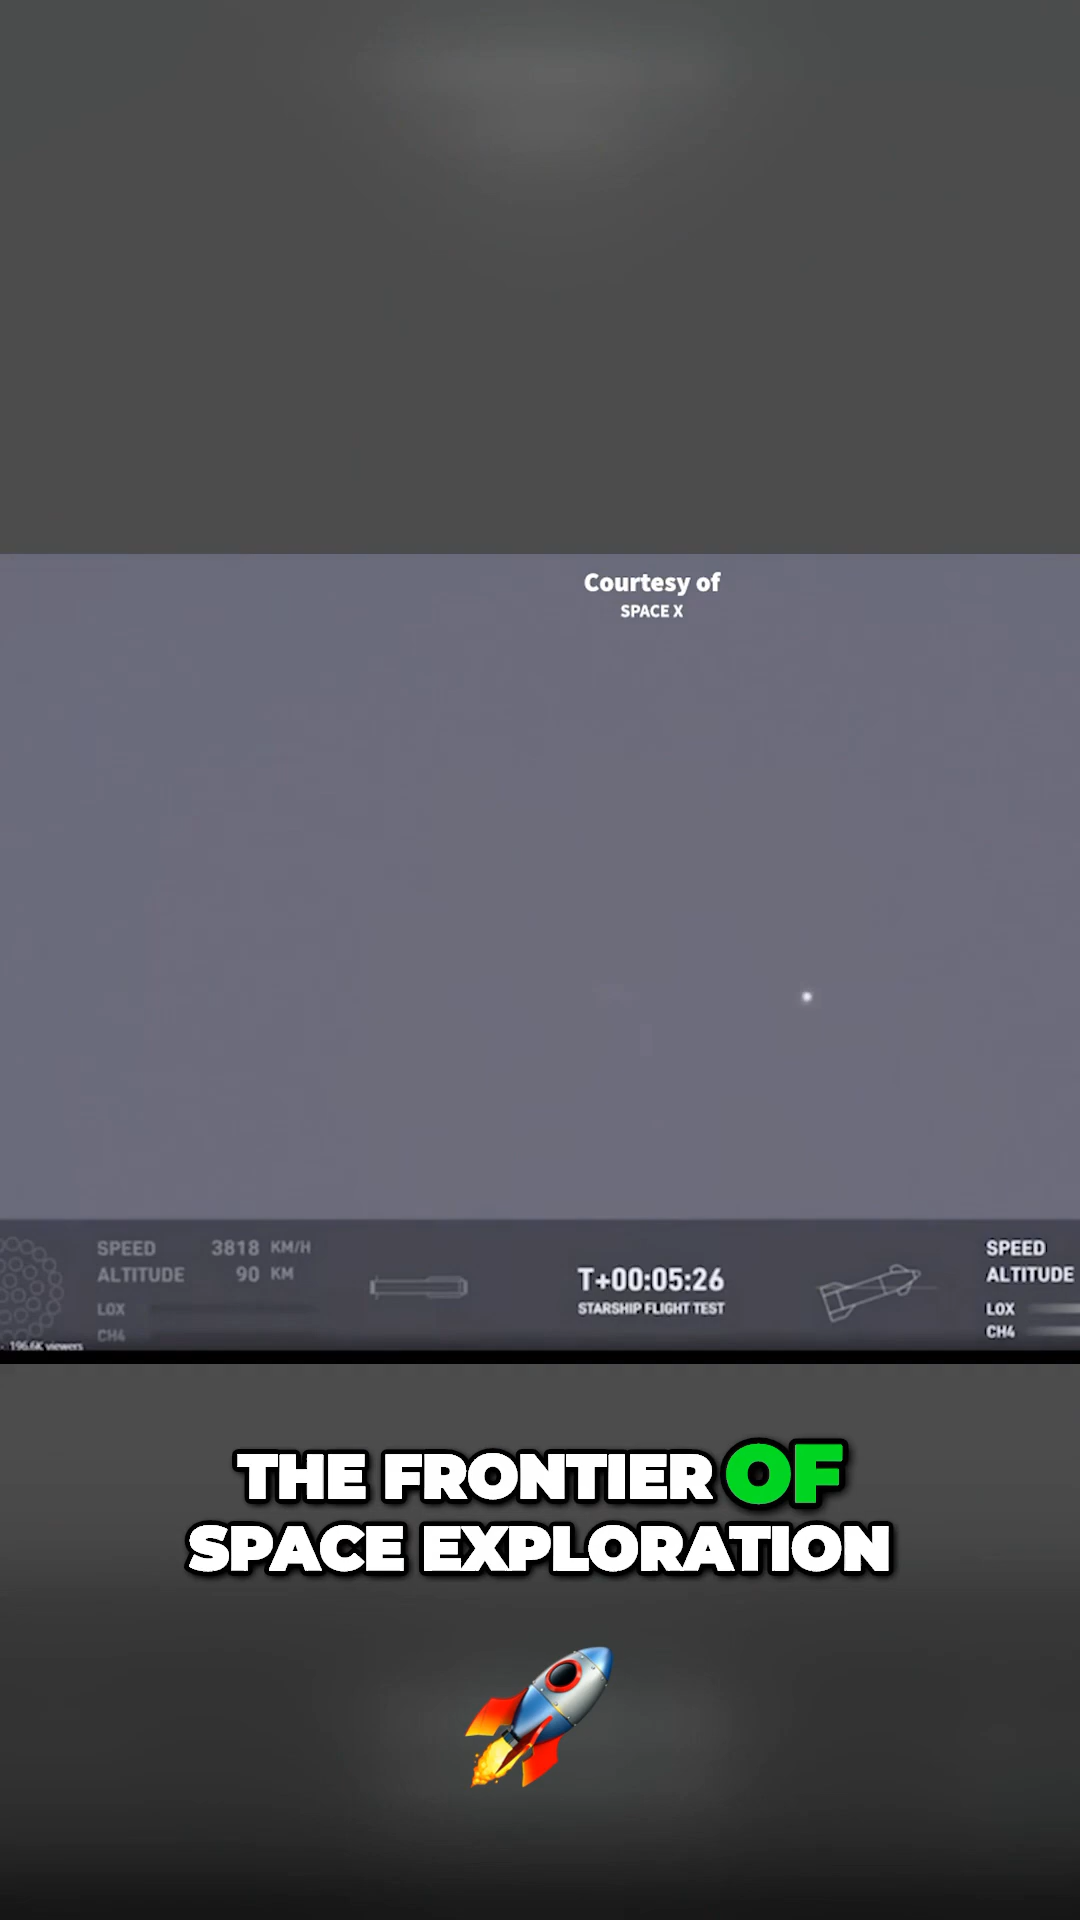 Courtesy of
SPACE X
SPEED 3818 KM/H
ALTITUDE 90 KM
LOX
CH4
- 196.6K viewers
T+00:05:26
STARSHIP FLIGHT TEST
SPEED
ALTITUDE
LOX
CH4
THE FRONTIER OF
SPACE EXPLORATION